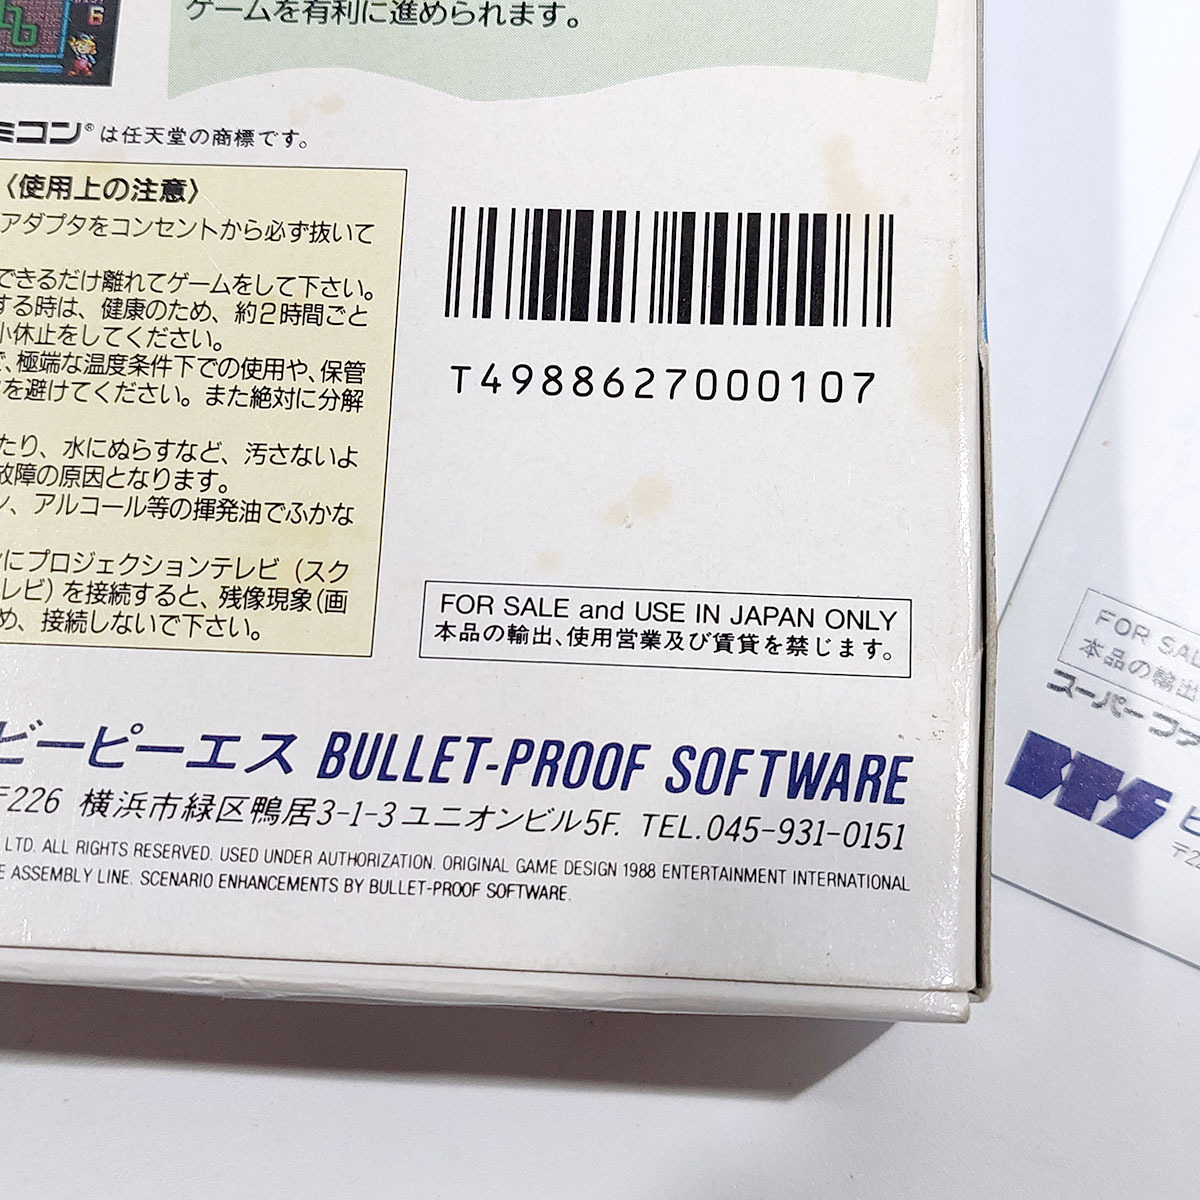 ゲームを有利に進められます。
6
ミコン®は任天堂の商標です。
〈使用上の注意〉
アダプタをコンセントから必ず抜いて
できるだけ離れてゲームをして下さい。
する時は、健康のため、約2時間ごと
小休止をしてください。
で、極端な温度条件下での使用や、保管
を避けてください。また絶対に分解
たり、水にぬらすなど、汚さないよ
故障の原因となります。
ン、アルコール等の揮発油でふかな
にプロジェクションテレビ(スク
レビ)を接続すると、残像現象(画
め、接続しないで下さい。
T4988627000107
FOR SALE and USE IN JAPAN ONLY
本品の輸出、使用営業及び賃貸を禁じます。
ビーピーエス BULLET-PROOF SOFTWARE
〒226 横浜市緑区鴨居3-1-3ユニオンビル5F. TEL.045-931-0151
LTD. ALL RIGHTS RESERVED. USED UNDER AUTHORIZATION. ORIGINAL GAME DESIGN 1988 ENTERTAINMENT INTERNATIONAL
E ASSEMBLY LINE. SCENARIO ENHANCEMENTS BY BULLET-PROOF SOFTWARE.
FOR SAL
本品の輸出
スーパーファ
BPS ビ
〒2